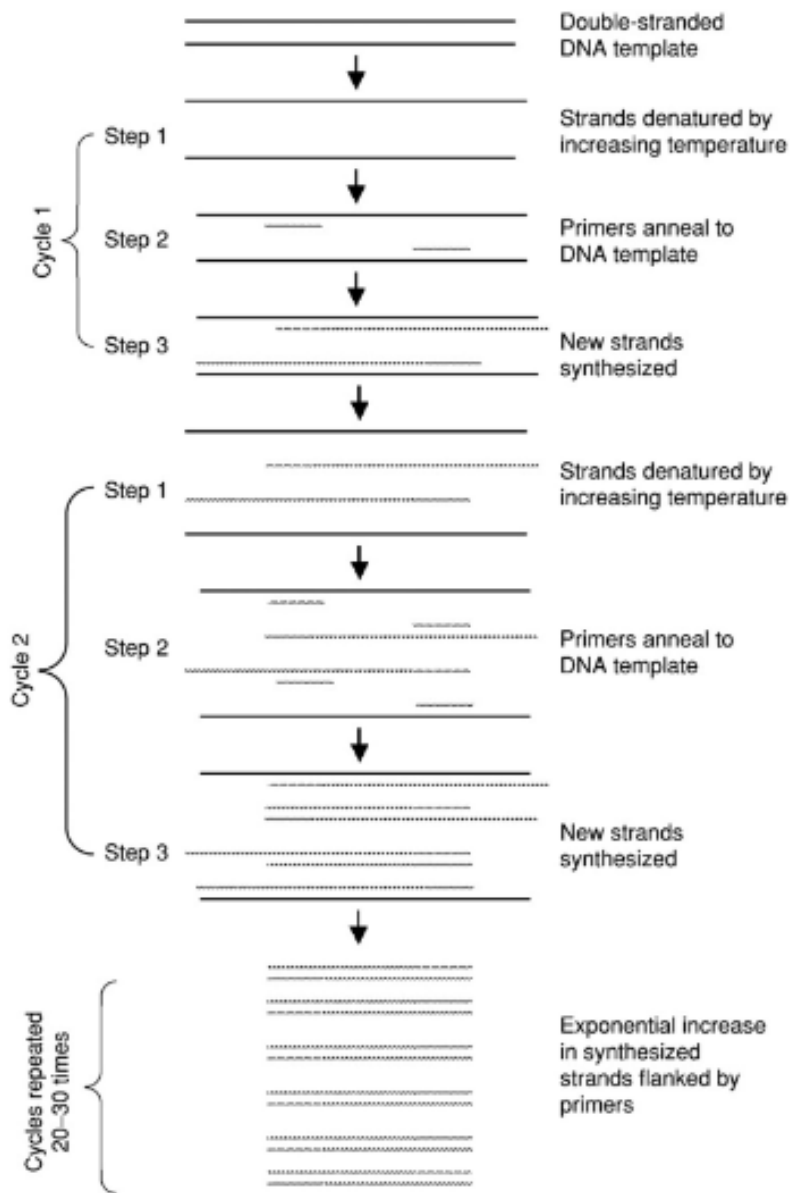 Double-stranded
DNA template
Cycle 1
Step 1
Strands denatured by
increasing temperature
Step 2
Primers anneal to
DNA template
Step 3
New strands
synthesized
Cycle 2
Step 1
Strands denatured by
increasing temperature
Step 2
Primers anneal to
DNA template
Step 3
New strands
synthesized
Cycles repeated
20–30 times
Exponential increase
in synthesized
strands flanked by
primers